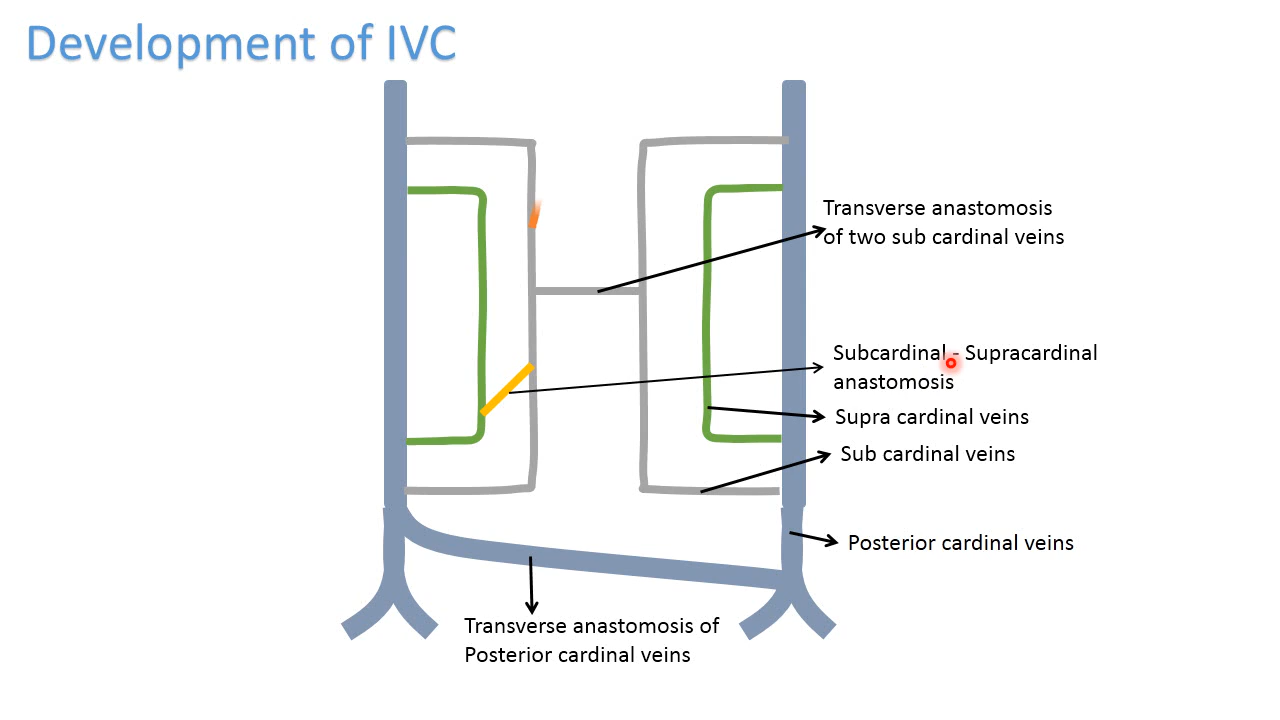 Development of IVC
Transverse anastomosis
of two sub cardinal veins
Subcardinal - Supracardinal
anastomosis
Supra cardinal veins
Sub cardinal veins
Posterior cardinal veins
Transverse anastomosis of
Posterior cardinal veins